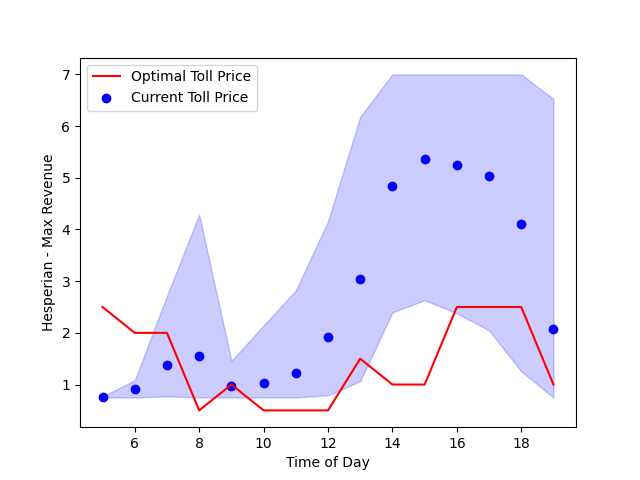 Optimal Toll Price
Current Toll Price
Hesperian - Max Revenue
7
6
5
4
3
2
1
6 8 10 12 14 16 18
Time of Day